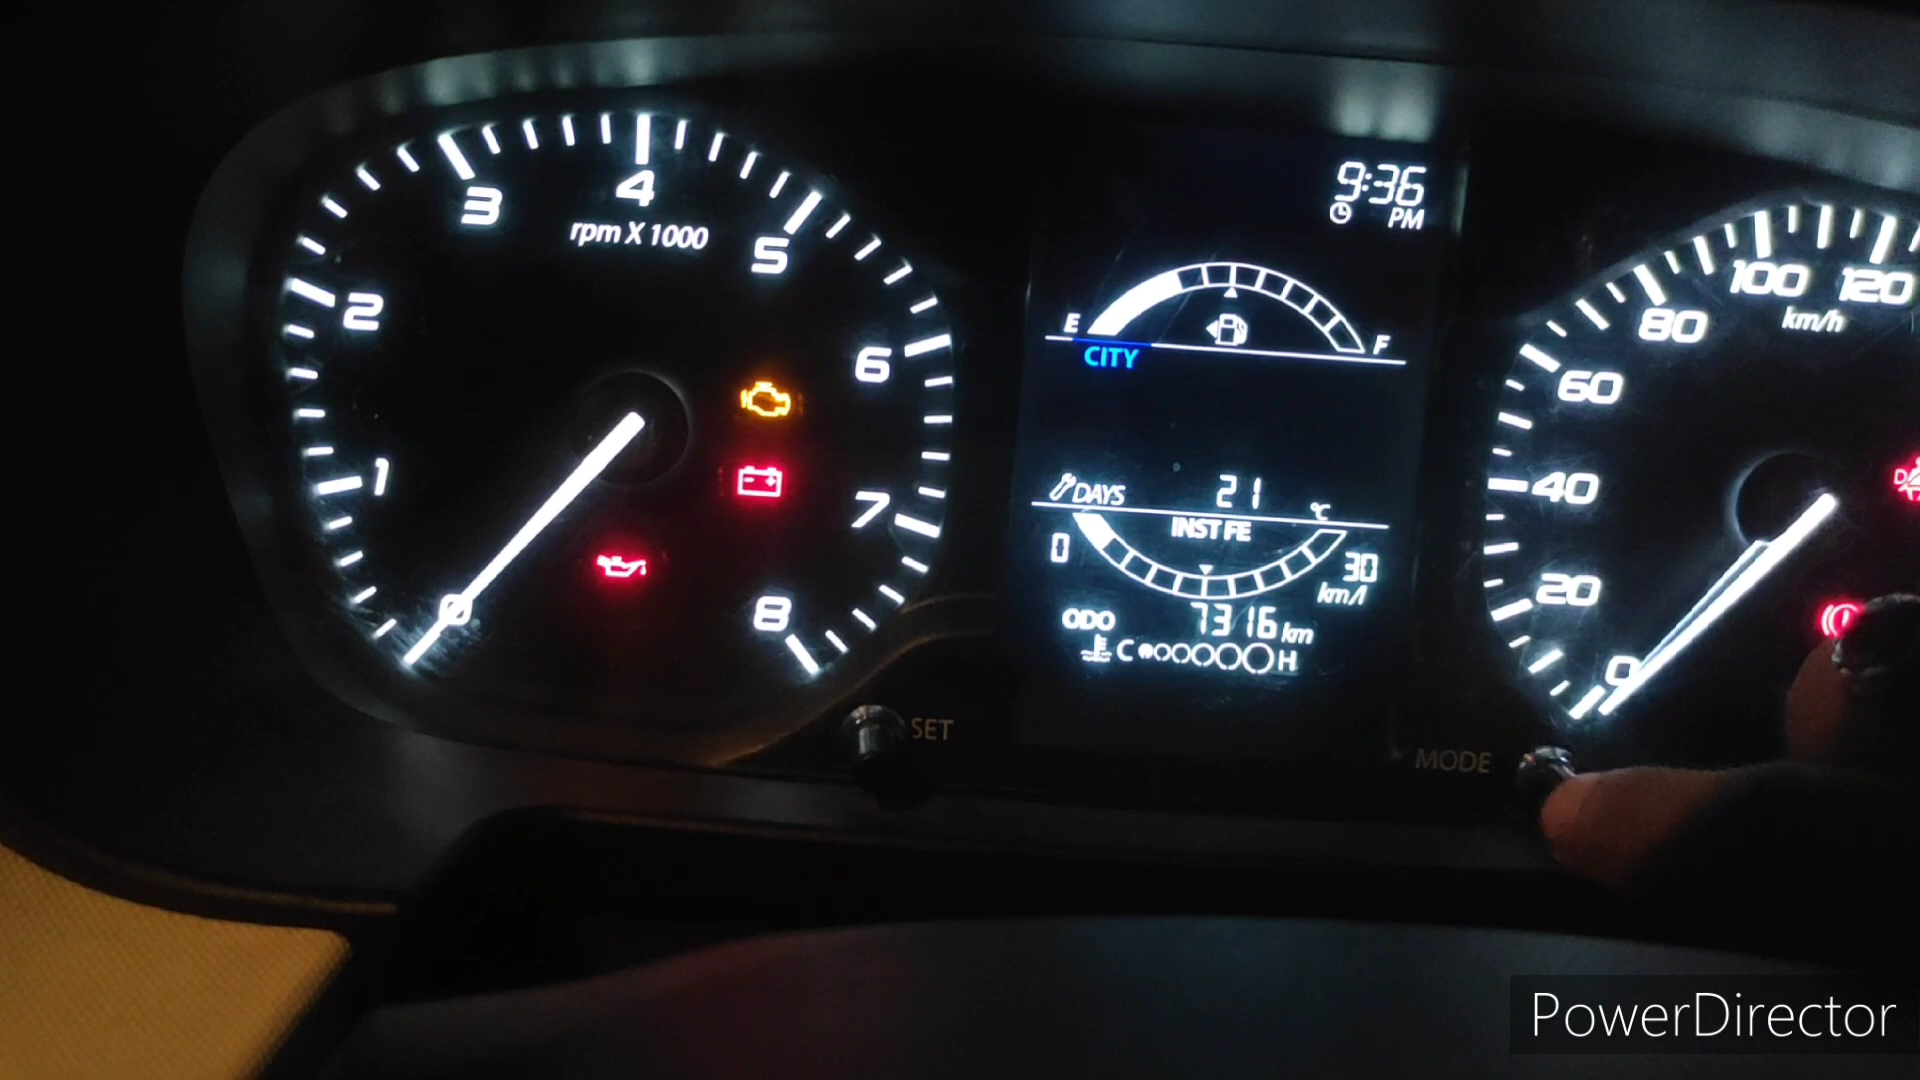 3
4
rpm X 1000
5
2
6
1
7
0
8
SET
9:36
PM
E
F
CITY
DAYS
21
°C
INST FE
0
30
km/l
ODO
7316 km
C
H
MODE
100
120
80
km/h
60
40
20
0
PowerDirector